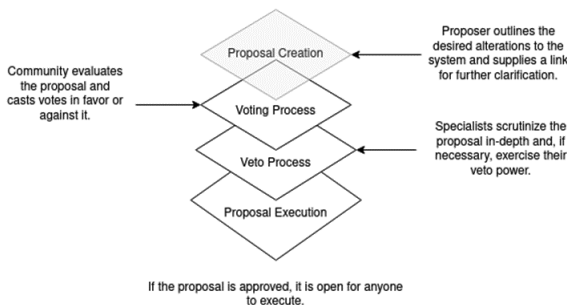 Proposal Creation
Proposer outlines the
desired alterations to the
system and supplies a link
for further clarification.
Community evaluates
the proposal and
casts votes in favor or
against it.
Voting Process
Specialists scrutinize the
proposal in-depth and, if
necessary, exercise their
veto power.
Veto Process
Proposal Execution
If the proposal is approved, it is open for anyone
to execute.